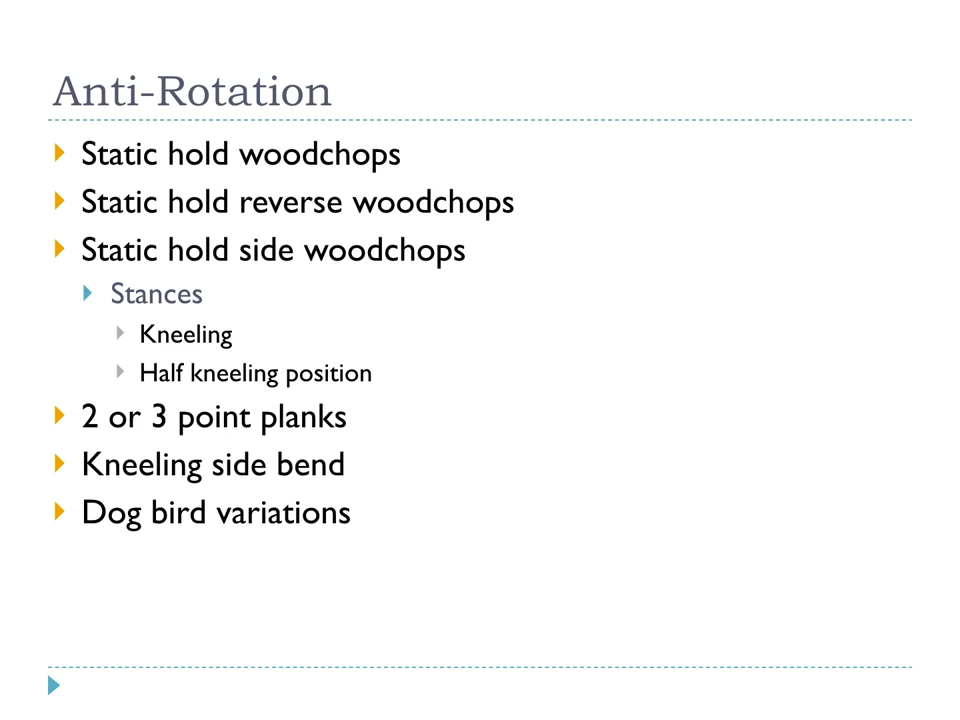 Anti-Rotation
Static hold woodchops
Static hold reverse woodchops
Static hold side woodchops
Stances
Kneeling
Half kneeling position
2 or 3 point planks
Kneeling side bend
Dog bird variations